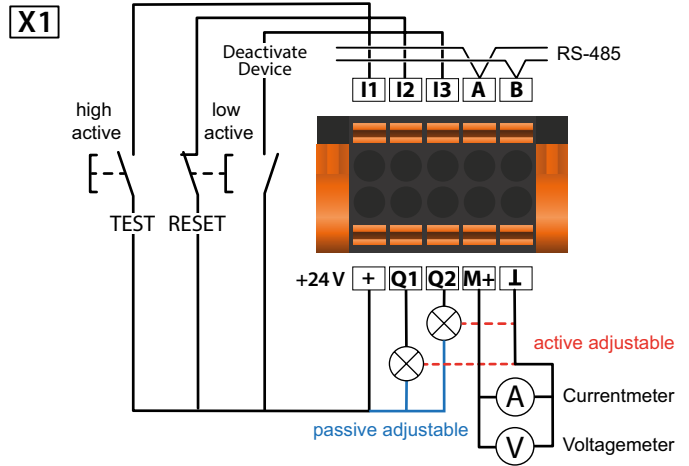 X1
Deactivate
Device
RS-485
I1 I2 I3 A B
high
active
low
active
TEST RESET
+24 V + Q1 Q2 M+ ⊥
active adjustable
passive adjustable
A Currentmeter
V Voltagemeter